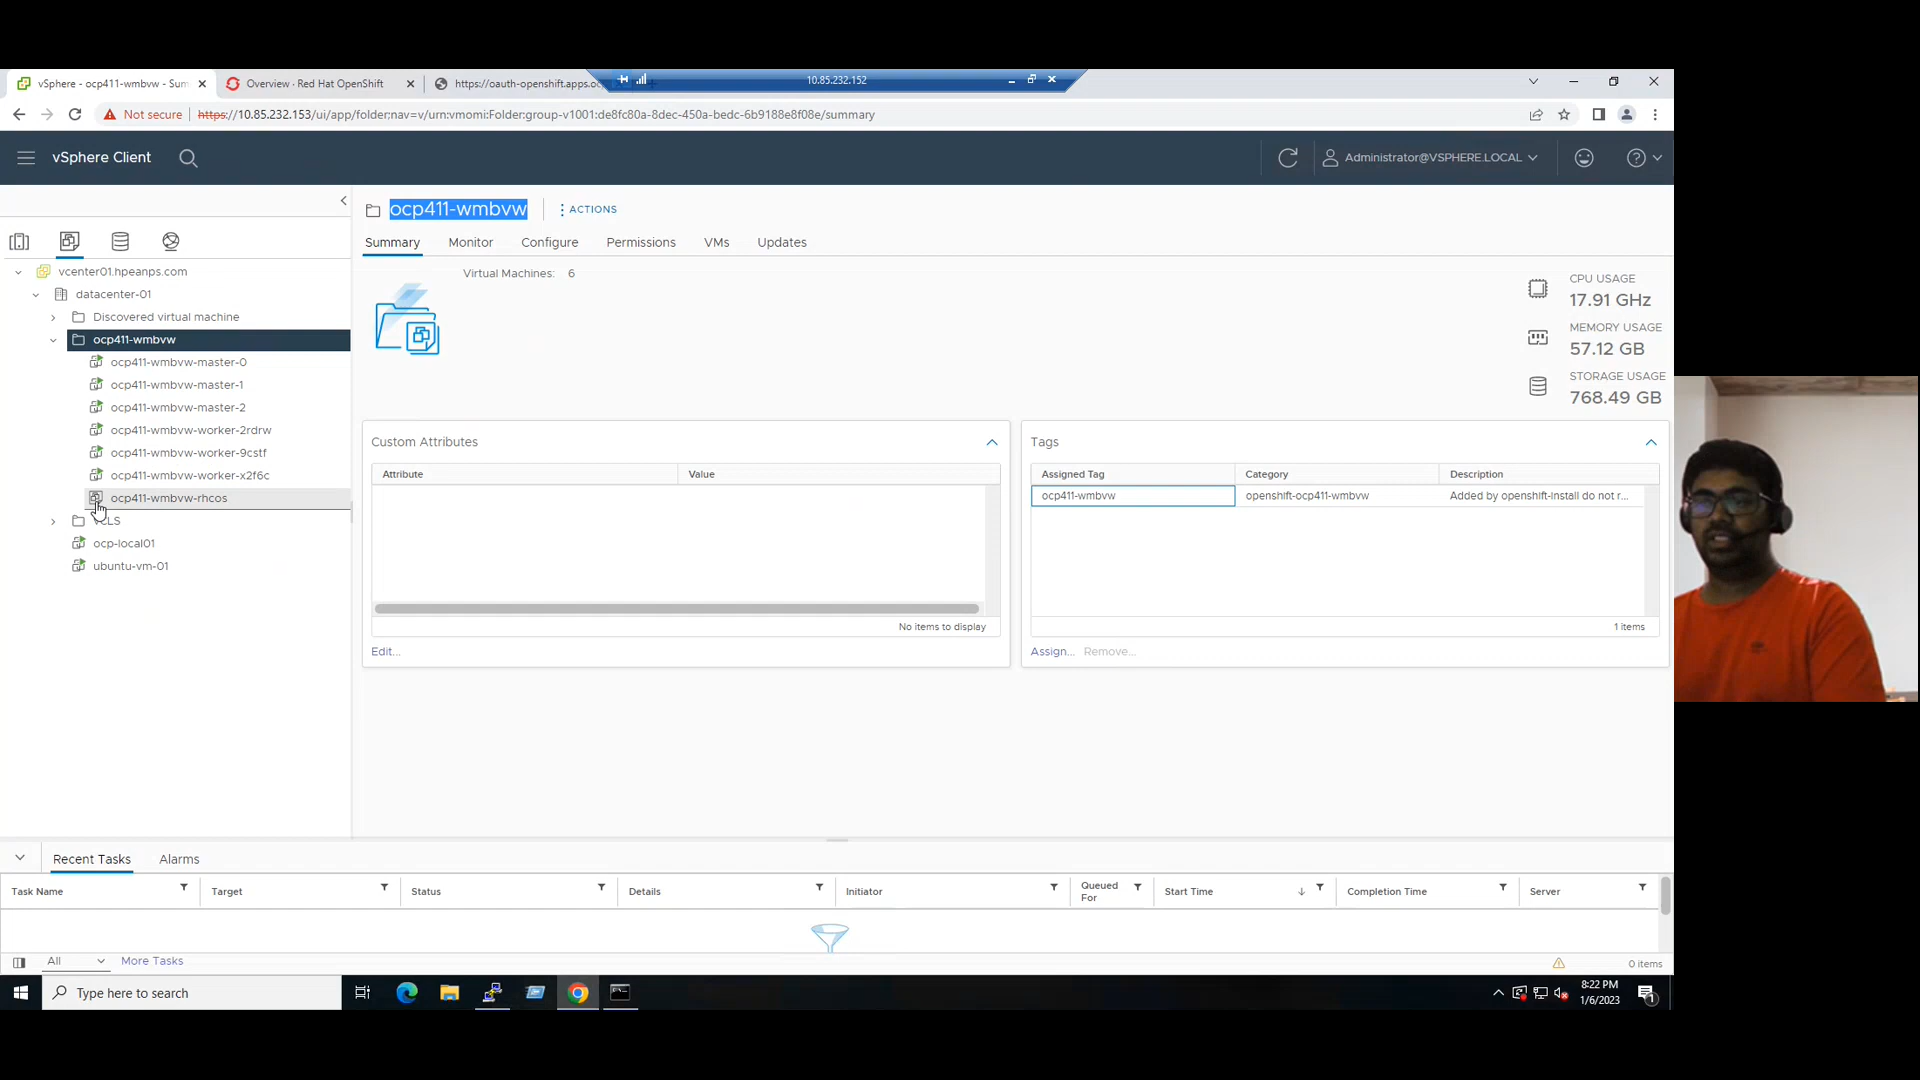 vSphere - ocp411-wmbvw - Sum
Overview · Red Hat OpenShift
https://oauth-openshift.apps.oc
10.85.232.152
Not secure
https://10.85.232.153/ui/app/folder;nav=v/urn:vmomi:Folder:group-v1001:de8fc80a-8dec-450a-bedc-6b9188e8f08e/summary
vSphere Client
Administrator@VSPHERE.LOCAL
ocp411-wmbvw
ACTIONS
Summary
Monitor
Configure
Permissions
VMs
Updates
vcenter01.hpeanps.com
datacenter-01
Discovered virtual machine
ocp411-wmbvw
ocp411-wmbvw-master-0
ocp411-wmbvw-master-1
ocp411-wmbvw-master-2
ocp411-wmbvw-worker-2rdrw
ocp411-wmbvw-worker-9cstf
ocp411-wmbvw-worker-x2f6c
ocp411-wmbvw-rhcos
vCLS
ocp-local01
ubuntu-vm-01
Virtual Machines: 6
CPU USAGE
17.91 GHz
MEMORY USAGE
57.12 GB
STORAGE USAGE
768.49 GB
Custom Attributes
Attribute
Value
No items to display
Edit...
Tags
Assigned Tag
Category
Description
ocp411-wmbvw
openshift-ocp411-wmbvw
Added by openshift-install do not r...
1 items
Assign...
Remove...
Recent Tasks
Alarms
Task Name
Target
Status
Details
Initiator
Queued
For
Start Time
Completion Time
Server
All
More Tasks
0 items
Type here to search
8:22 PM
1/6/2023
1